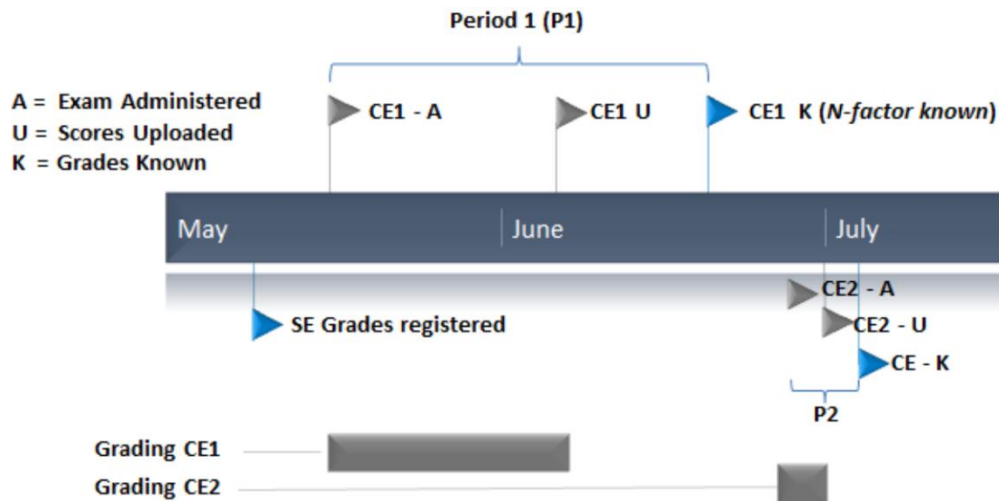 Period 1 (P1)
A = Exam Administered
U = Scores Uploaded
K = Grades Known
CE1 - A
CE1 U
CE1 K (N-factor known)
May
June
July
SE Grades registered
CE2 - A
CE2 - U
CE - K
P2
Grading CE1
Grading CE2